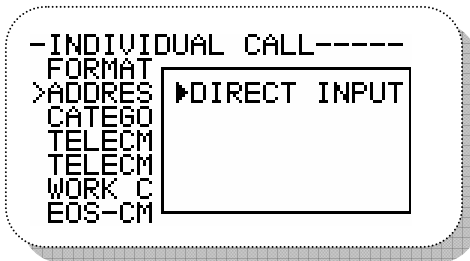 -INDIVIDUAL CALL-----
FORMAT
>ADDRES ▶DIRECT INPUT
CATEGO
TELECM
TELECM
WORK C
EOS-CM